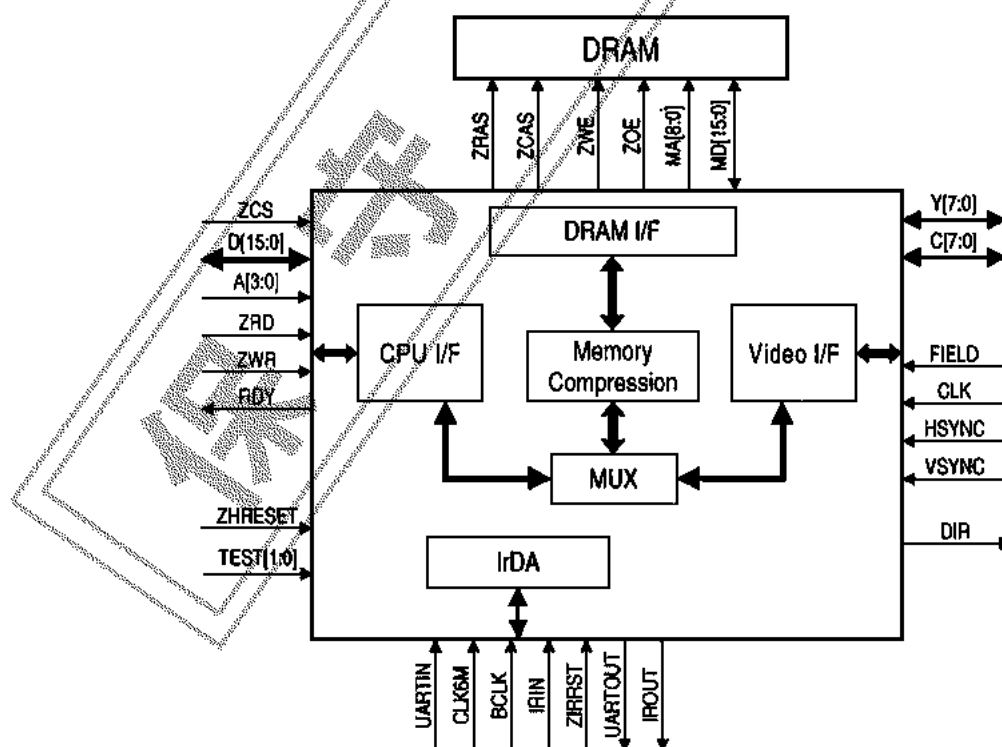 DRAM
ZRAS
ZCAS
ZWE
ZOE
MA[8:0]
MD[15:0]
ZCS
D(15:0]
A[3:0]
ZRD
ZWR
RDY
ZHRESET
TEST[1:0]
DRAM I/F
CPU I/F
Memory
Compression
Video I/F
MUX
IrDA
Y[7:0]
C[7:0]
FIELD
CLK
HSYNC
VSYNC
DIR
UARTIN
CLK6M
BCLK
IRIN
ZIRRST
UARTOUT
IROUT
保存